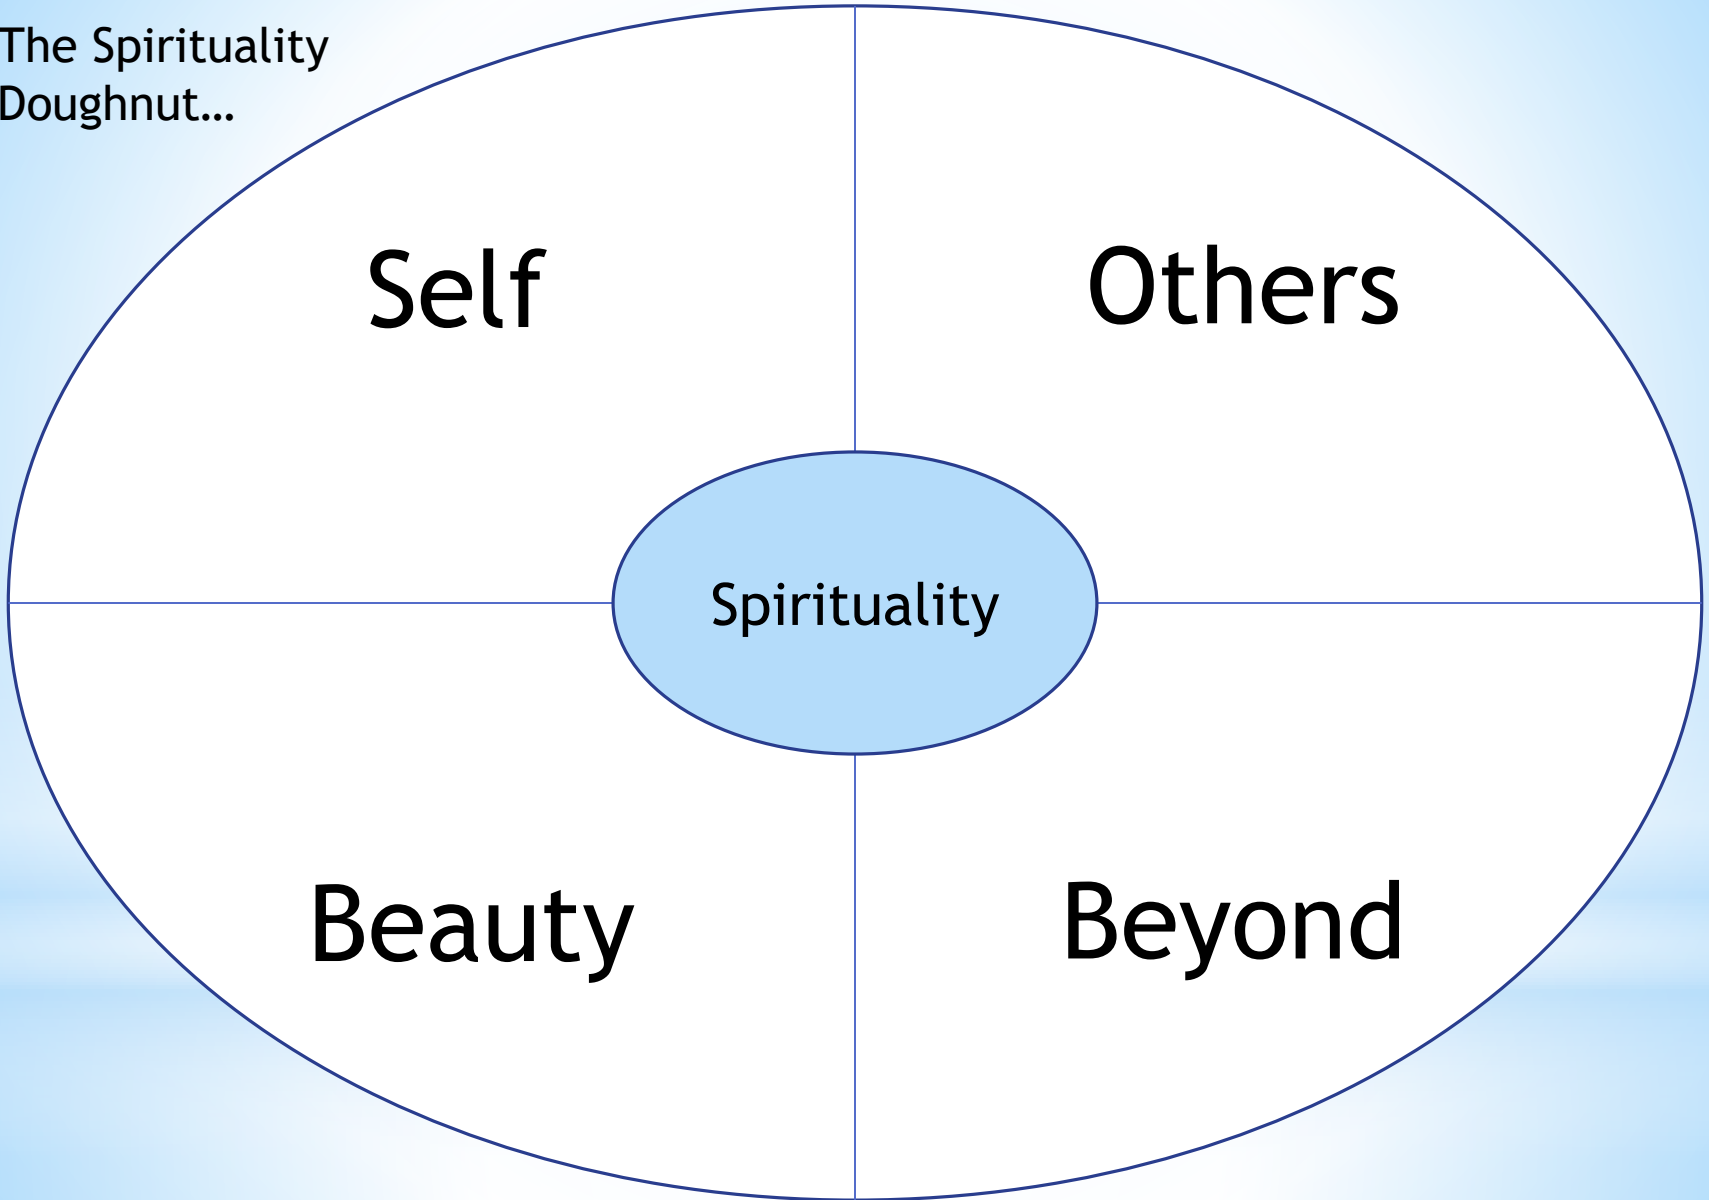 The Spirituality
Doughnut…
Self
Others
Spirituality
Beauty
Beyond